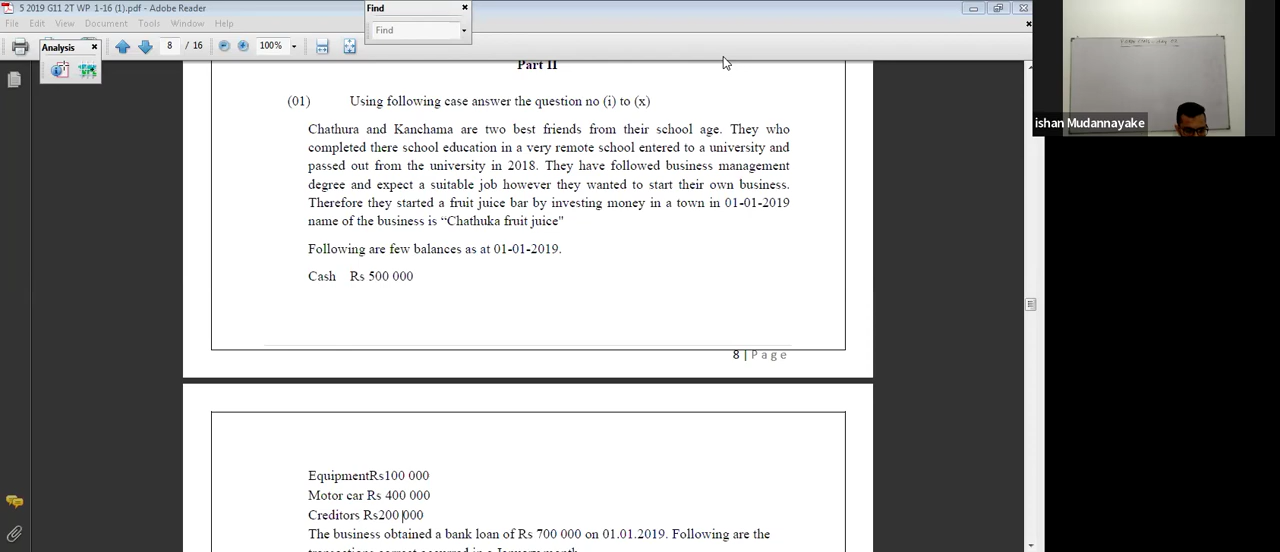 5 2019 G11 2T WP 1-16 (1).pdf - Adobe Reader
File Edit View Document Tools Window Help
Find
Find
Analysis
8 / 16
100%
Part II
(01) Using following case answer the question no (i) to (x)
Chathura and Kanchama are two best friends from their school age. They who
completed there school education in a very remote school entered to a university and
passed out from the university in 2018. They have followed business management
degree and expect a suitable job however they wanted to start their own business.
Therefore they started a fruit juice bar by investing money in a town in 01-01-2019
name of the business is “Chathuka fruit juice"
Following are few balances as at 01-01-2019.
Cash Rs 500 000
8 | Page
EquipmentRs100 000
Motor car Rs 400 000
Creditors Rs200 000
The business obtained a bank loan of Rs 700 000 on 01.01.2019. Following are the
ishan Mudannayake